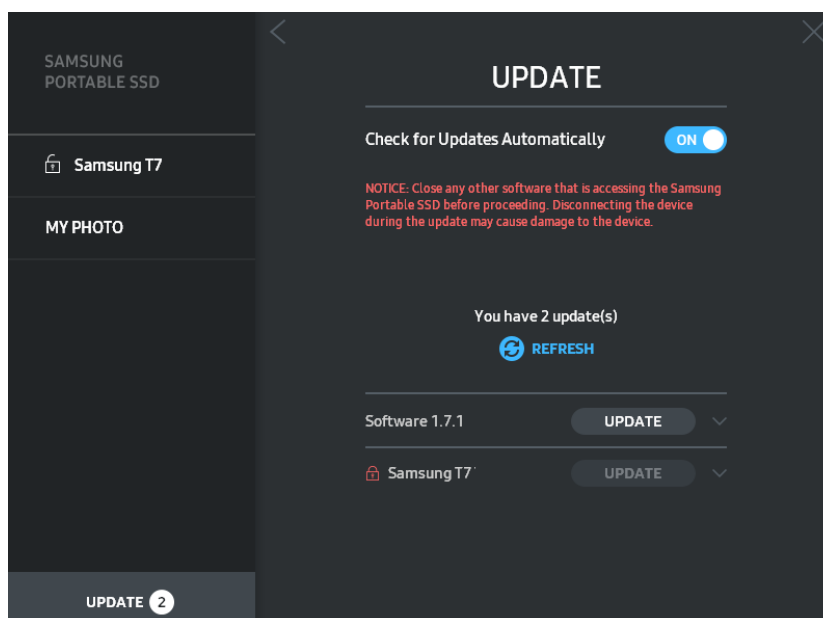 SAMSUNG
PORTABLE SSD
Samsung T7
MY PHOTO
UPDATE 2
UPDATE
Check for Updates Automatically ON
NOTICE: Close any other software that is accessing the Samsung
Portable SSD before proceeding. Disconnecting the device
during the update may cause damage to the device.
You have 2 update(s)
REFRESH
Software 1.7.1 UPDATE
Samsung T7 UPDATE